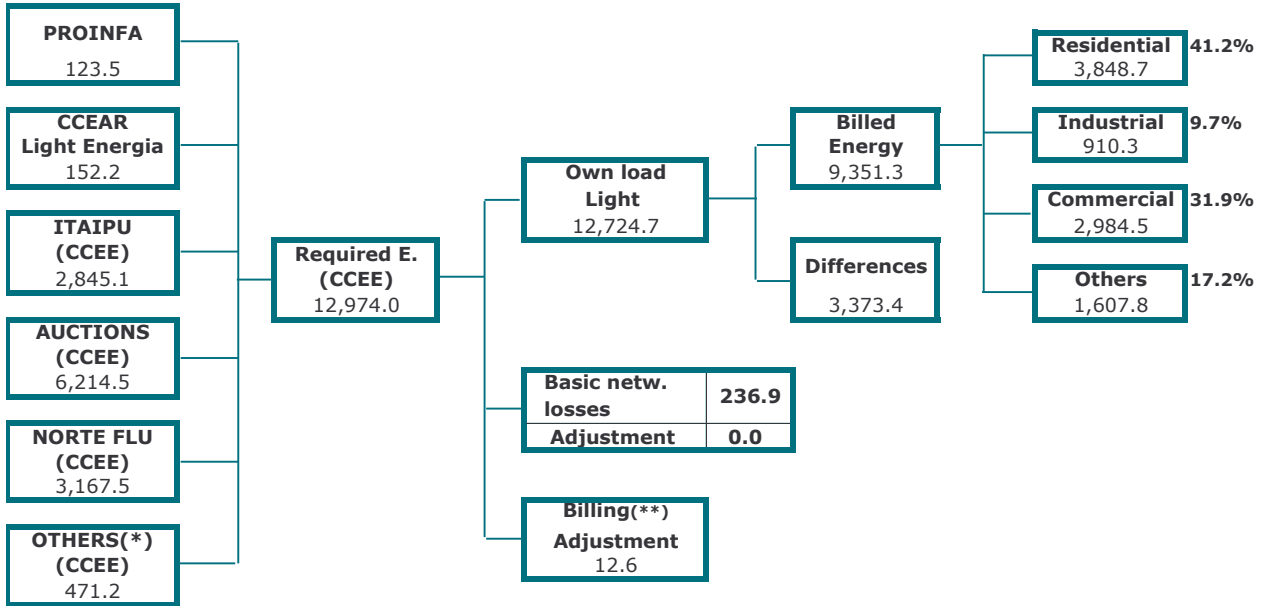 PROINFA
123.5
CCEAR
Light Energia
152.2
ITAIPU
(CCEE)
2,845.1
AUCTIONS
(CCEE)
6,214.5
NORTE FLU
(CCEE)
3,167.5
OTHERS(*)
(CCEE)
471.2
Required E.
(CCEE)
12,974.0
Own load
Light
12,724.7
Basic netw.
losses
236.9
Adjustment
0.0
Billing(**)
Adjustment
12.6
Billed
Energy
9,351.3
Differences
3,373.4
Residential
3,848.7
41.2%
Industrial
910.3
9.7%
Commercial
2,984.5
31.9%
Others
1,607.8
17.2%